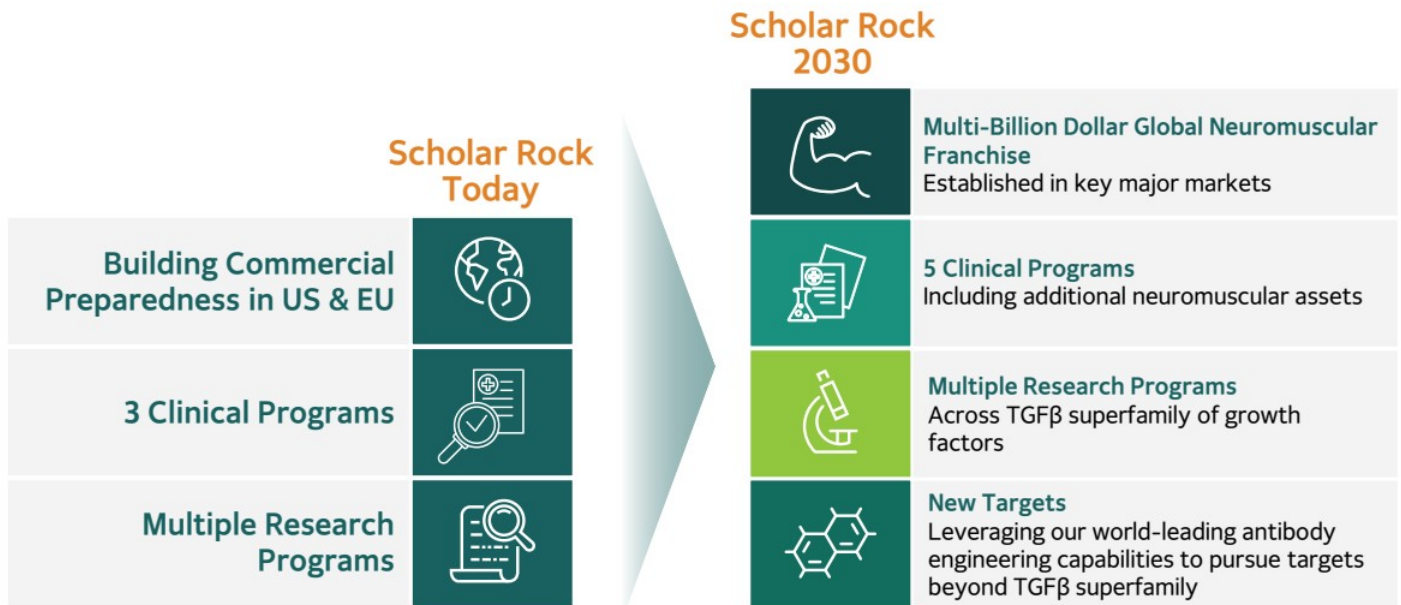 Scholar Rock
Today
Building Commercial
Preparedness in US & EU
3 Clinical Programs
Multiple Research
Programs
Scholar Rock
2030
Multi-Billion Dollar Global Neuromuscular
Franchise
Established in key major markets
5 Clinical Programs
Including additional neuromuscular assets
Multiple Research Programs
Across TGFβ superfamily of growth
factors
New Targets
Leveraging our world-leading antibody
engineering capabilities to pursue targets
beyond TGFβ superfamily